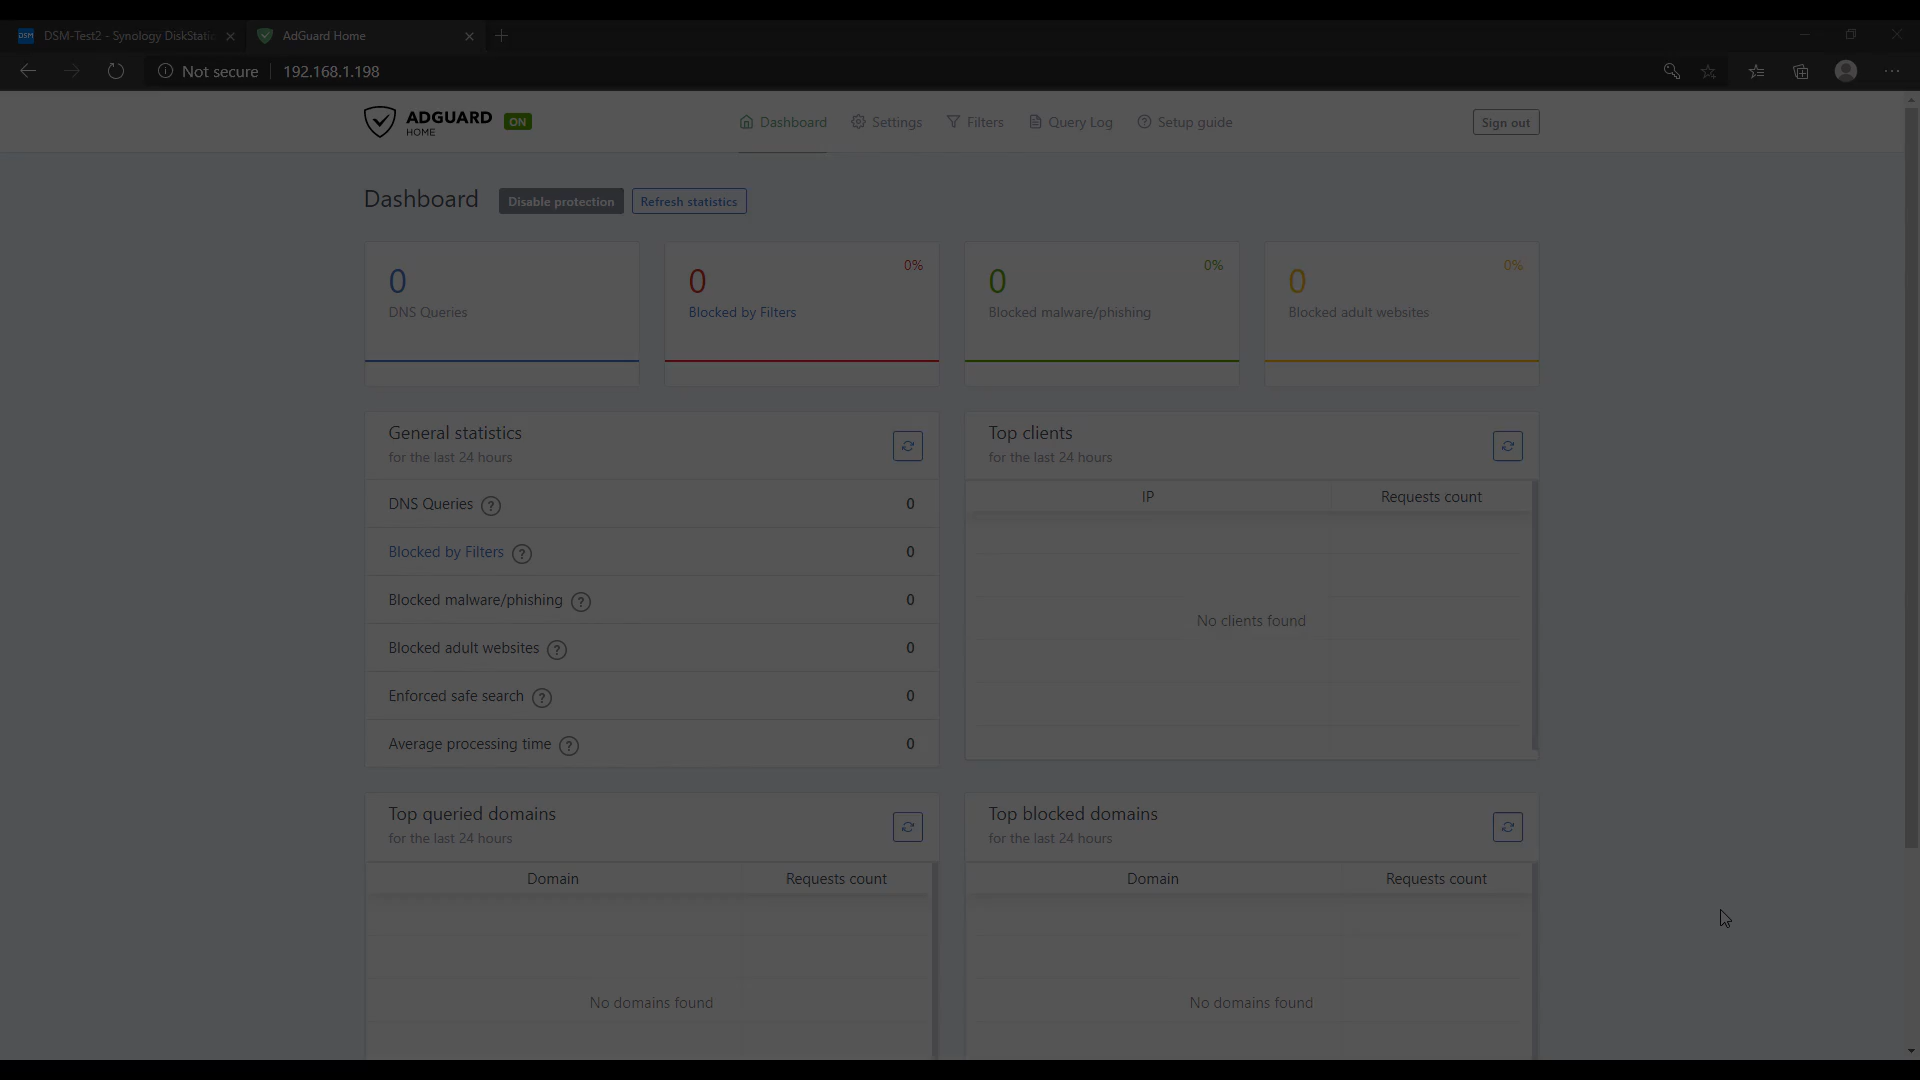 DSM-Test2 - Synology DiskStatio
AdGuard Home
Not secure
192.168.1.198
ADGUARD
HOME
ON
Dashboard
Settings
Filters
Query Log
Setup guide
Sign out
Dashboard
Disable protection
Refresh statistics
0
DNS Queries
0
0%
Blocked by Filters
0
0%
Blocked malware/phishing
0
0%
Blocked adult websites
General statistics
for the last 24 hours
DNS Queries ? 0
Blocked by Filters ? 0
Blocked malware/phishing ? 0
Blocked adult websites ? 0
Enforced safe search ? 0
Average processing time ? 0
Top clients
for the last 24 hours
IP Requests count
No clients found
Top queried domains
for the last 24 hours
Domain Requests count
No domains found
Top blocked domains
for the last 24 hours
Domain Requests count
No domains found